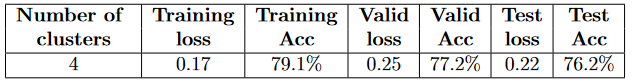 Number of clusters | Training loss | Training Acc | Valid loss | Valid Acc | Test loss | Test Acc
4 | 0.17 | 79.1% | 0.25 | 77.2% | 0.22 | 76.2%